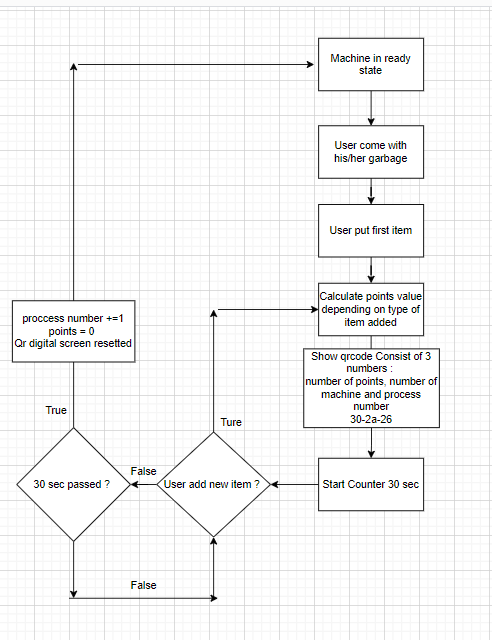 Machine in ready
state
User come with
his/her garbage
User put first item
Calculate points value
depending on type of
item added
Show qrcode Consist of 3
numbers :
number of points, number of
machine and process
number
30-2a-26
Start Counter 30 sec
User add new item ?
Ture
False
30 sec passed ?
True
False
proccess number +=1
points = 0
Qr digital screen resetted